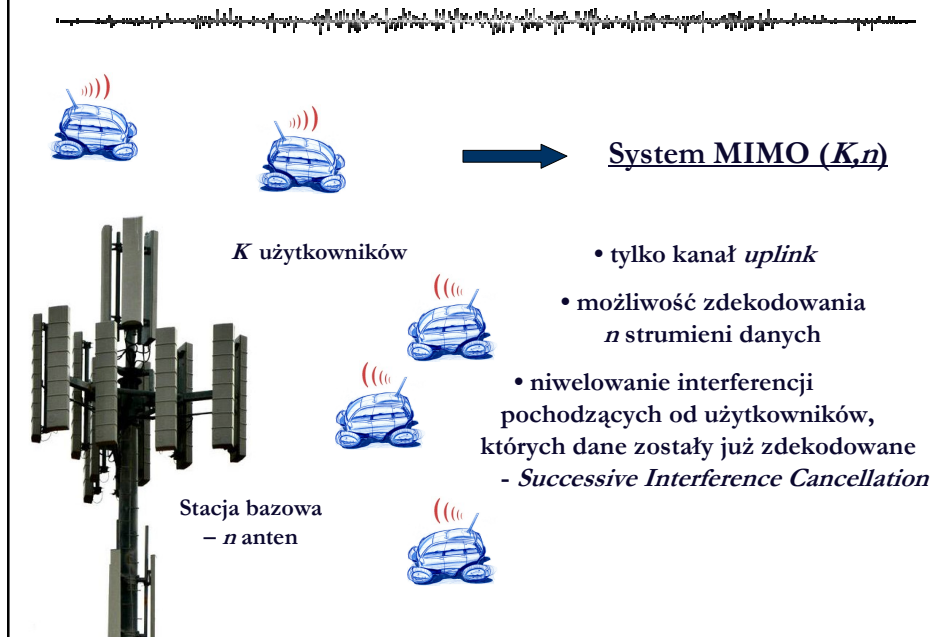 System MIMO (K,n)
K użytkowników
• tylko kanał uplink
• możliwość zdekodowania
n strumieni danych
• niwelowanie interferencji
pochodzących od użytkowników,
których dane zostały już zdekodowane
- Successive Interference Cancellation
Stacja bazowa
– n anten